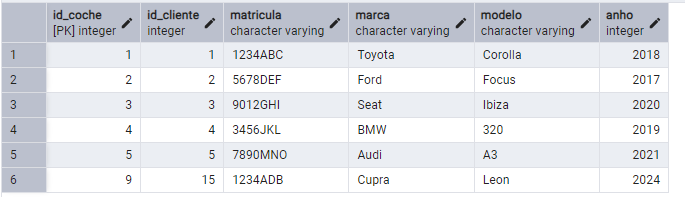 id_coche id_cliente matricula marca modelo anho
[PK] integer integer character varying character varying character varying integer
1 1 1 1234ABC Toyota Corolla 2018
2 2 2 5678DEF Ford Focus 2017
3 3 3 9012GHI Seat Ibiza 2020
4 4 4 3456JKL BMW 320 2019
5 5 5 7890MNO Audi A3 2021
6 9 15 1234ADB Cupra Leon 2024